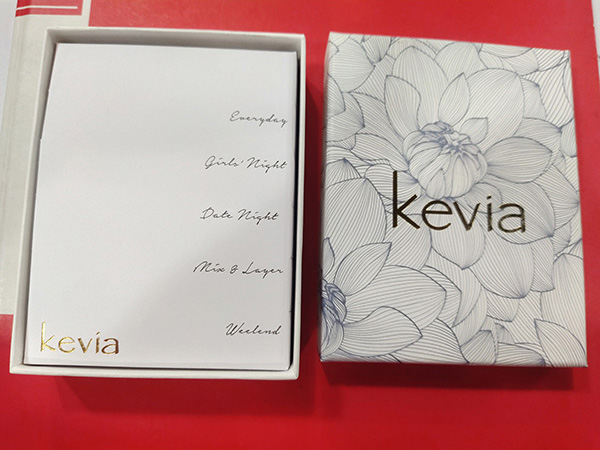 Everyday
Girls' Night
Date Night
Mix & Layer
Weekend
kevia
kevia